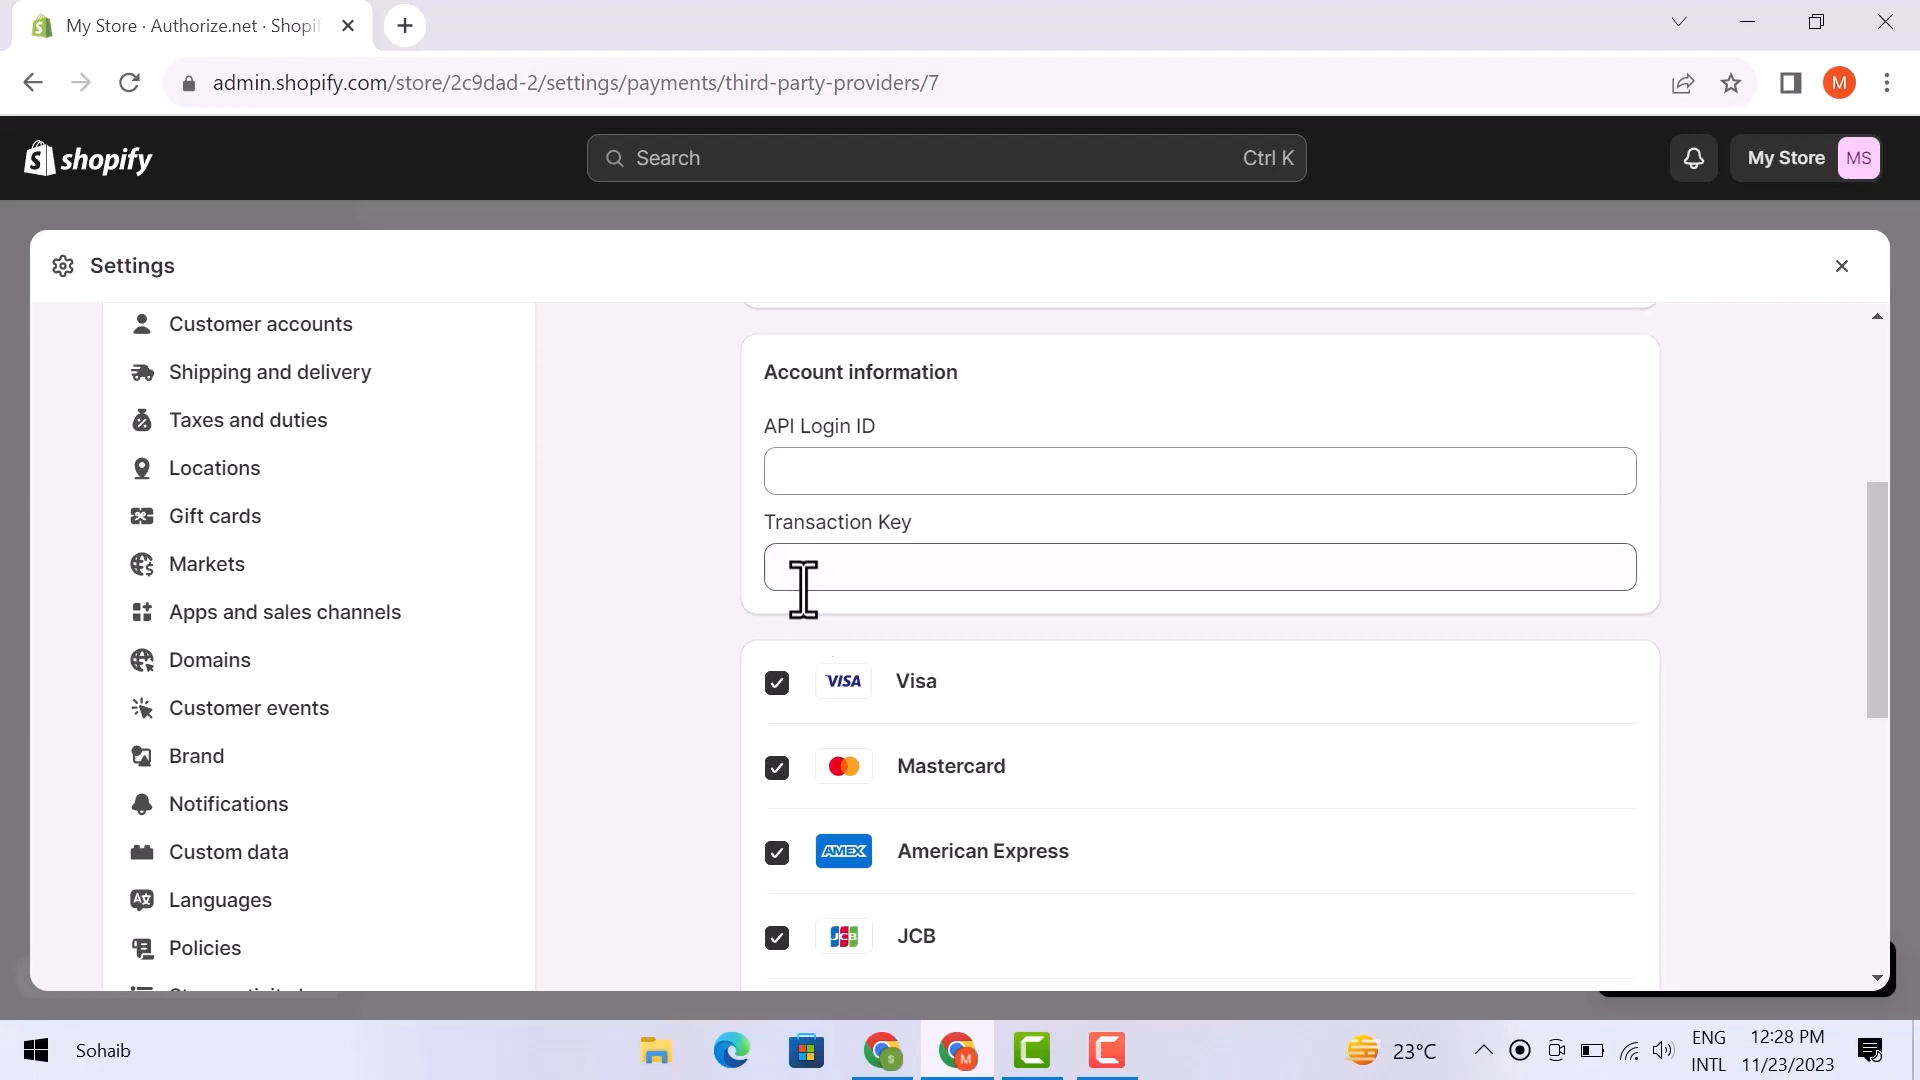 My Store · Authorize.net · Shopif
admin.shopify.com/store/2c9dad-2/settings/payments/third-party-providers/7
M
shopify
Search
Ctrl K
My Store
MS
Settings
Customer accounts
Shipping and delivery
Taxes and duties
Locations
Gift cards
Markets
Apps and sales channels
Domains
Customer events
Brand
Notifications
Custom data
Languages
Policies
Account information
API Login ID
Transaction Key
VISA
Visa
Mastercard
AMEX
American Express
JCB
JCB
Sohaib
S
M
23°C
ENG
INTL
12:28 PM
11/23/2023